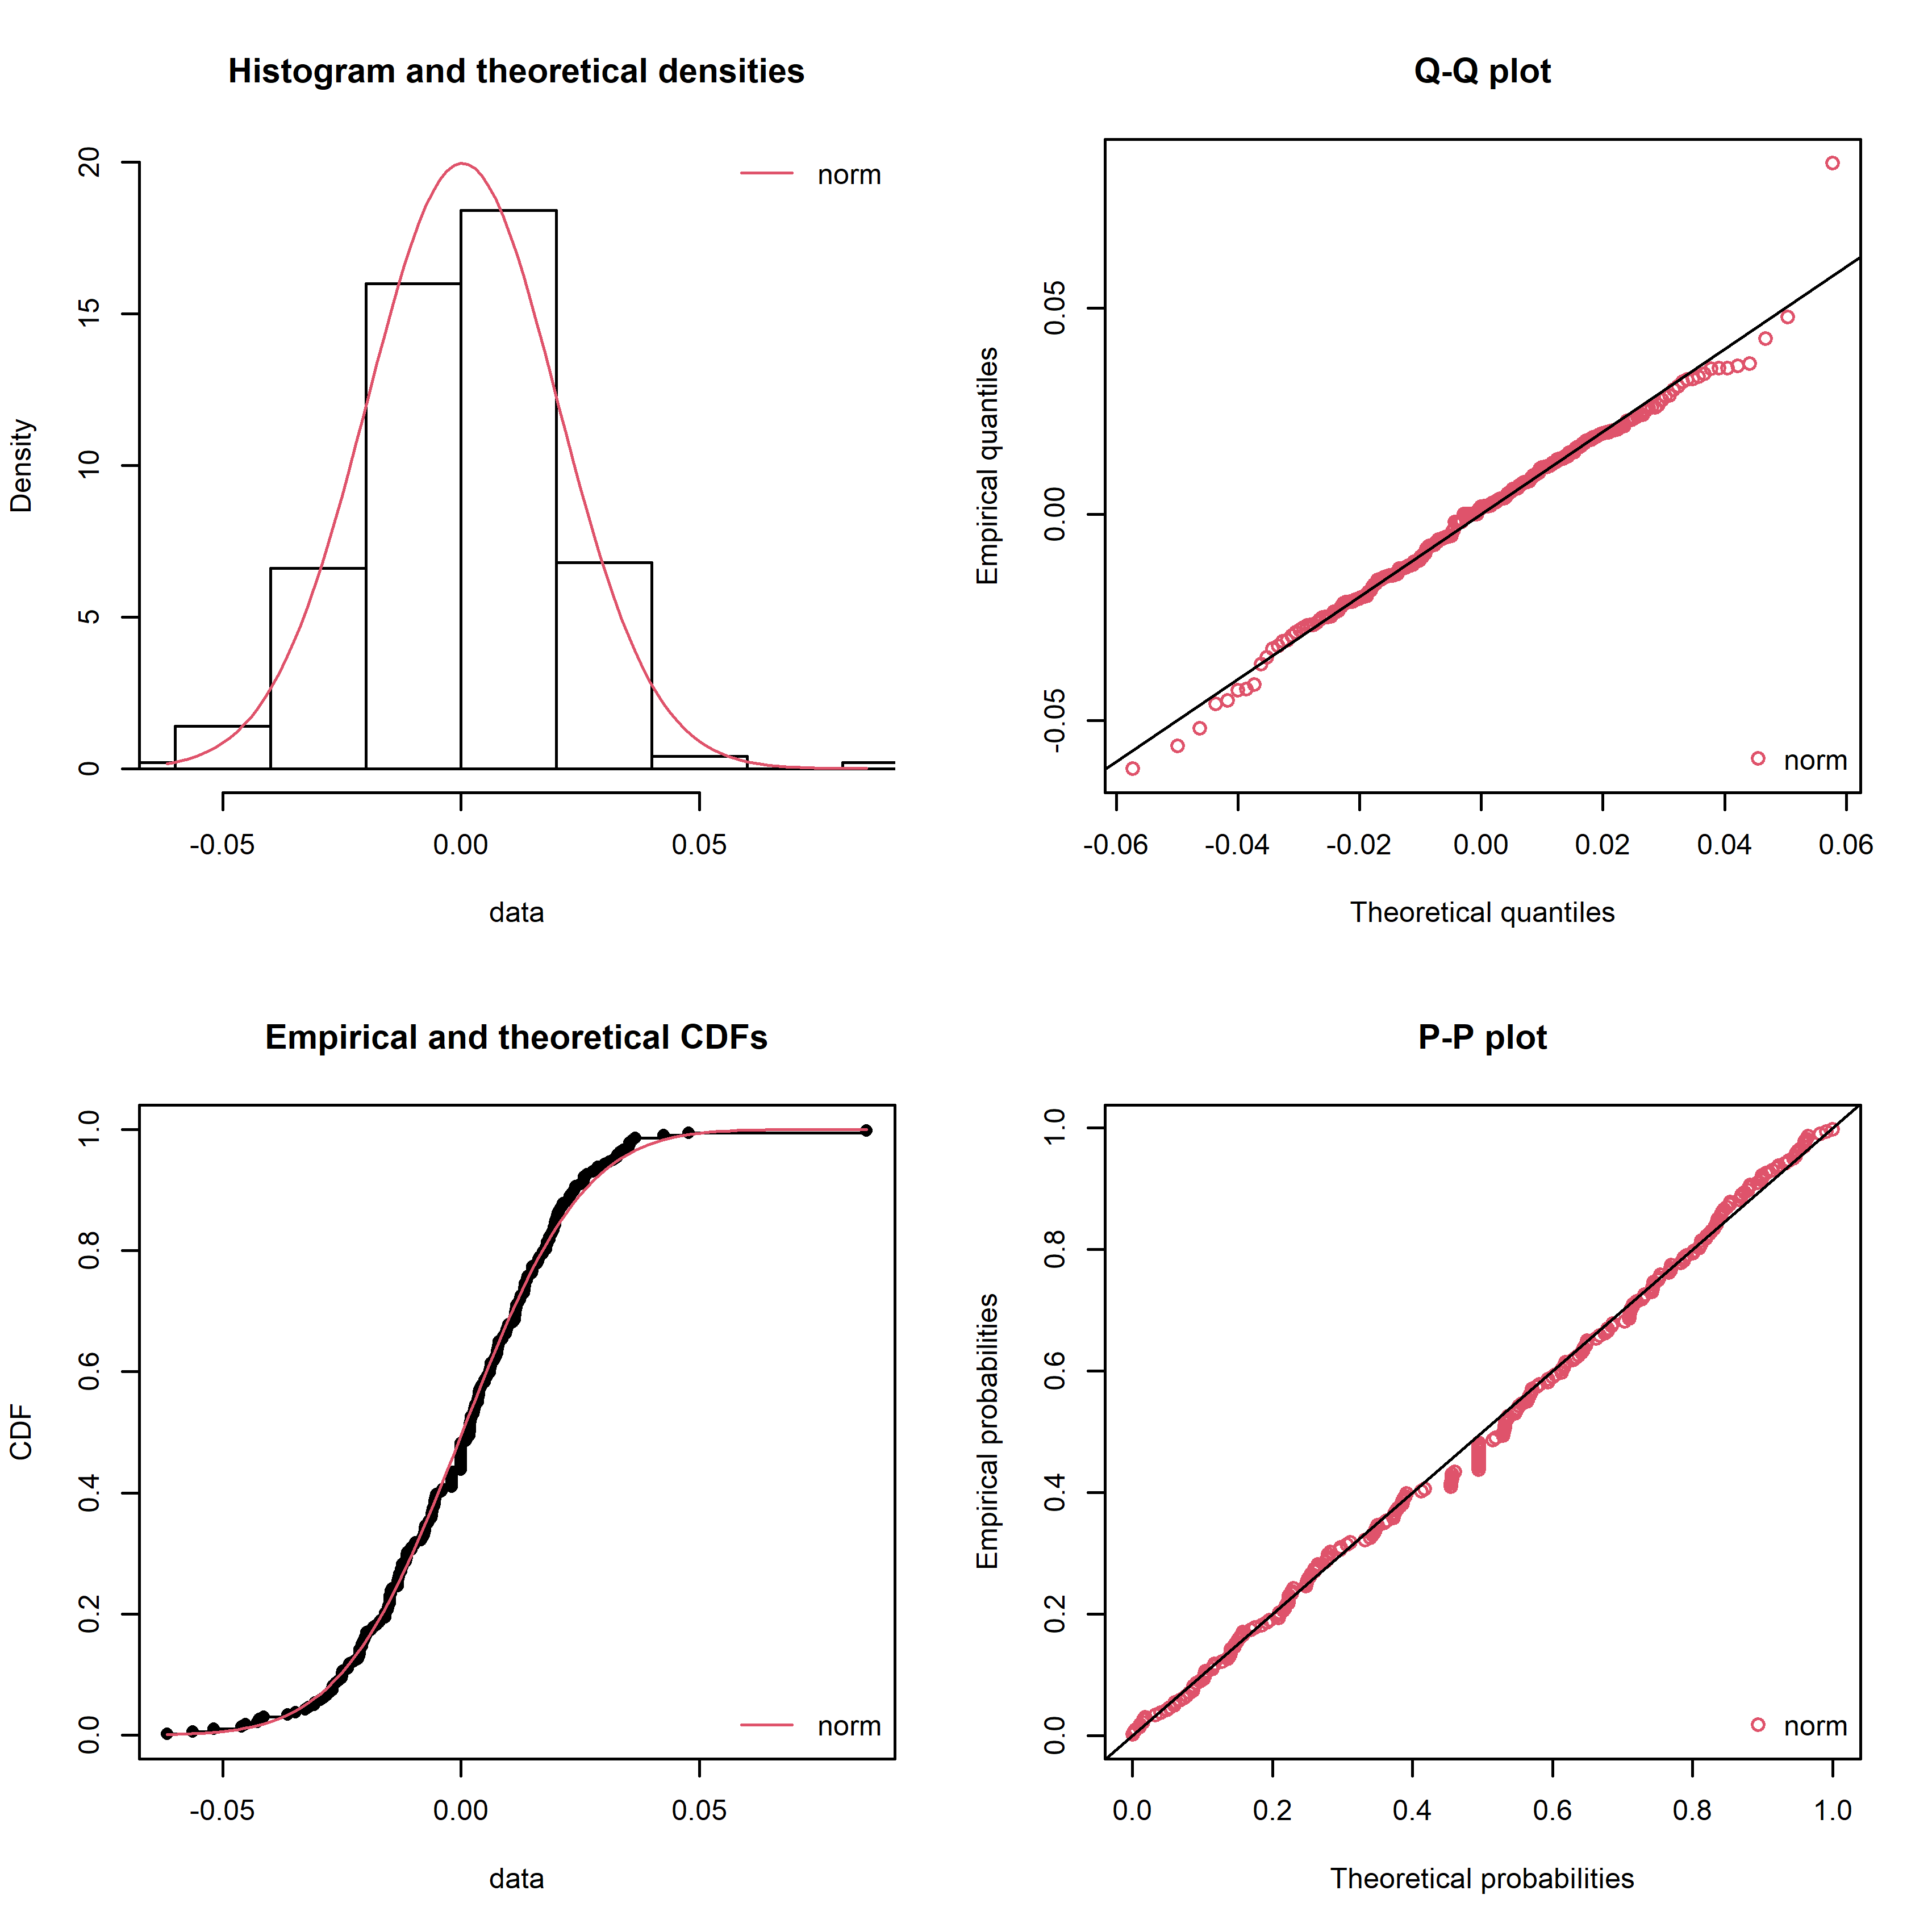 Histogram and theoretical densities
Density
0
5
10
15
20
norm
-0.05
0.00
0.05
data
Q-Q plot
Empirical quantiles
-0.05
0.00
0.05
norm
-0.06
-0.04
-0.02
0.00
0.02
0.04
0.06
Theoretical quantiles
Empirical and theoretical CDFs
CDF
0.0
0.2
0.4
0.6
0.8
1.0
norm
-0.05
0.00
0.05
data
P-P plot
Empirical probabilities
0.0
0.2
0.4
0.6
0.8
1.0
norm
0.0
0.2
0.4
0.6
0.8
1.0
Theoretical probabilities